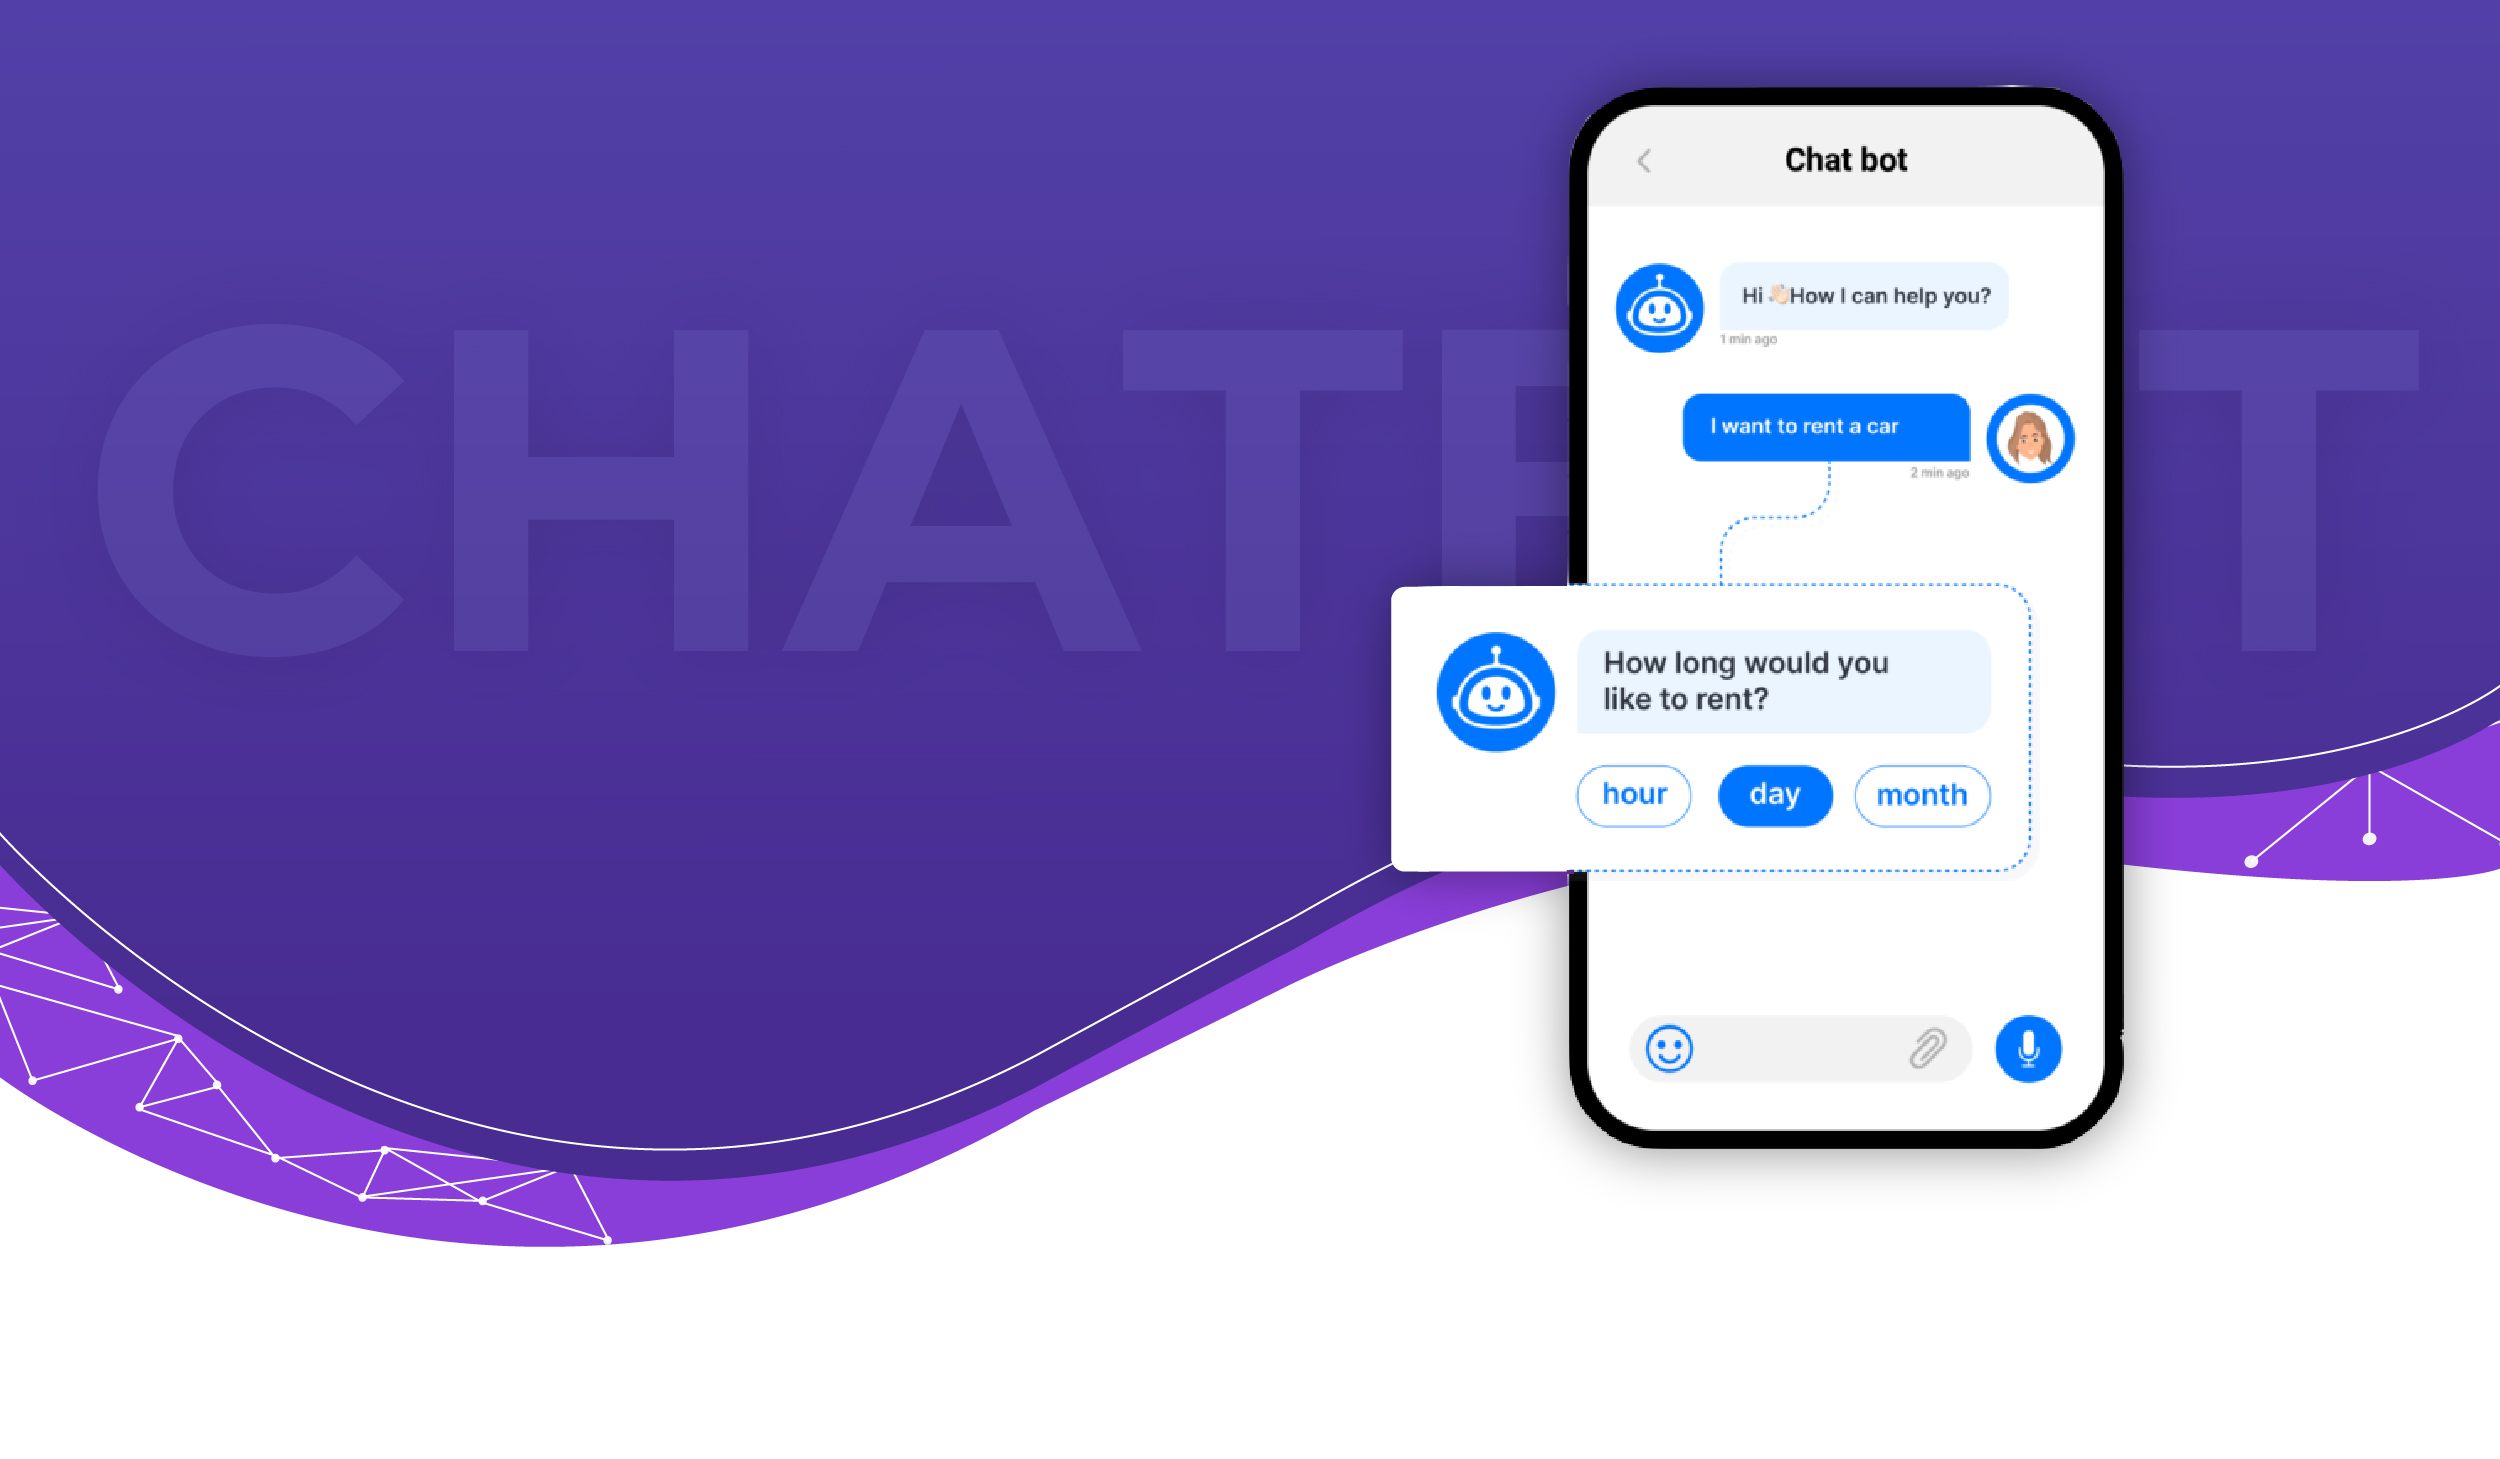 CHATB T
Chat bot
Hi 👋🏻How I can help you?
1 min ago
I want to rent a car
2 min ago
How long would you
like to rent?
hour
day
month